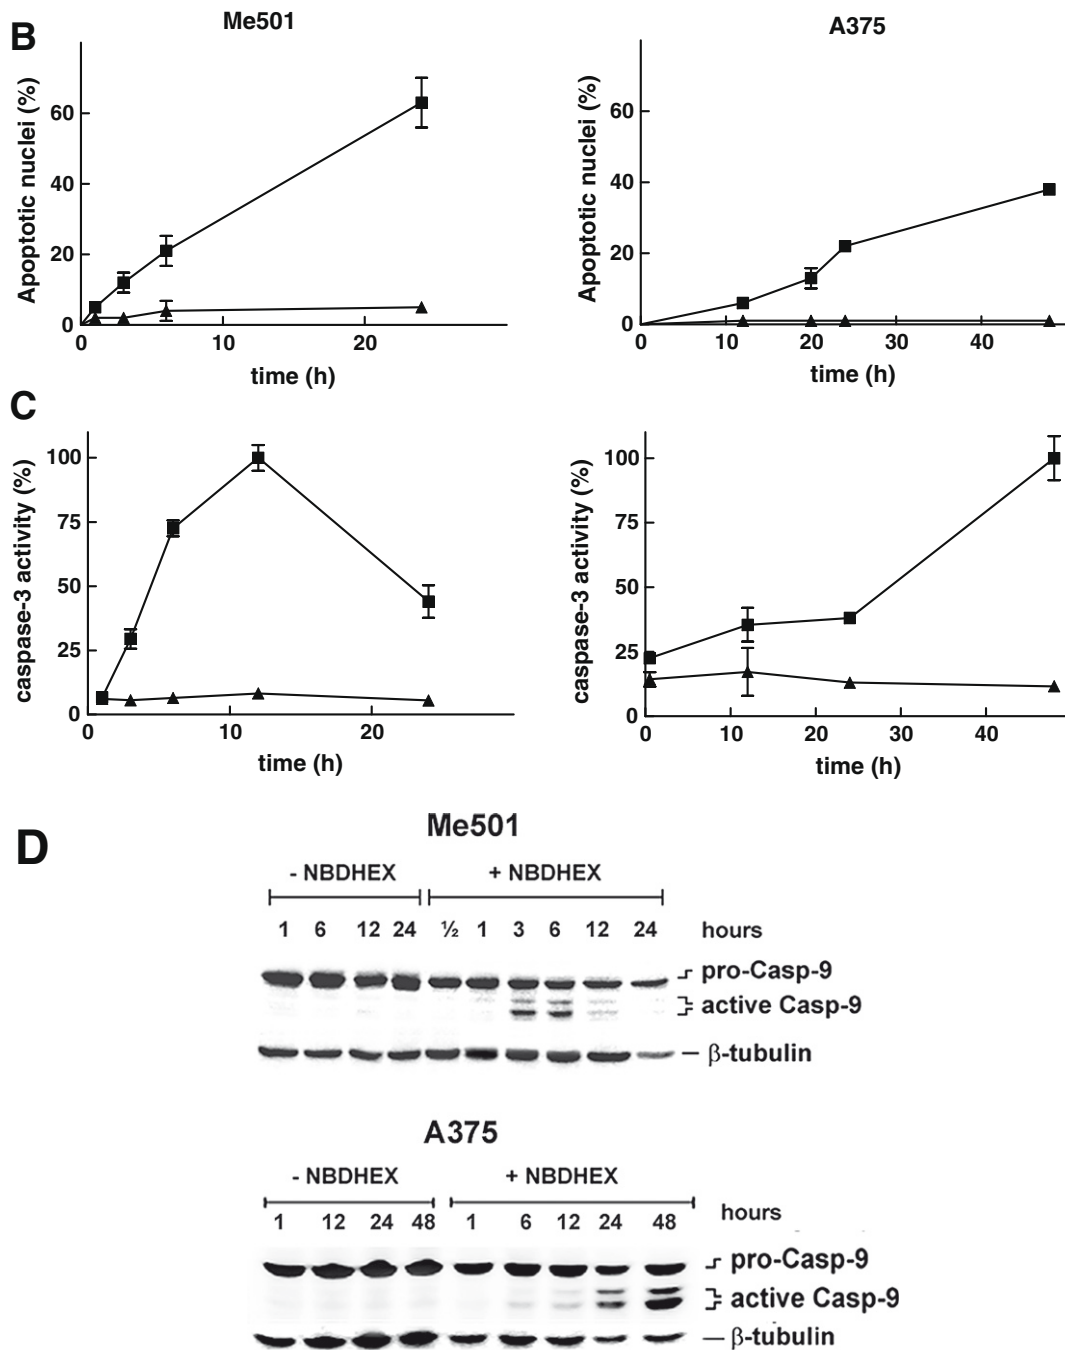 B
Me501
A375
Apoptotic nuclei (%)
60
40
20
0
0 10 20
time (h)
Apoptotic nuclei (%)
60
40
20
0
0 10 20 30 40
time (h)
C
caspase-3 activity (%)
100
75
50
25
0
0 10 20
time (h)
caspase-3 activity (%)
100
75
50
25
0
0 10 20 30 40
time (h)
D
Me501
- NBDHEX + NBDHEX
1 6 12 24 ½ 1 3 6 12 24 hours
pro-Casp-9
active Casp-9
β-tubulin
A375
- NBDHEX + NBDHEX
1 12 24 48 1 6 12 24 48 hours
pro-Casp-9
active Casp-9
β-tubulin